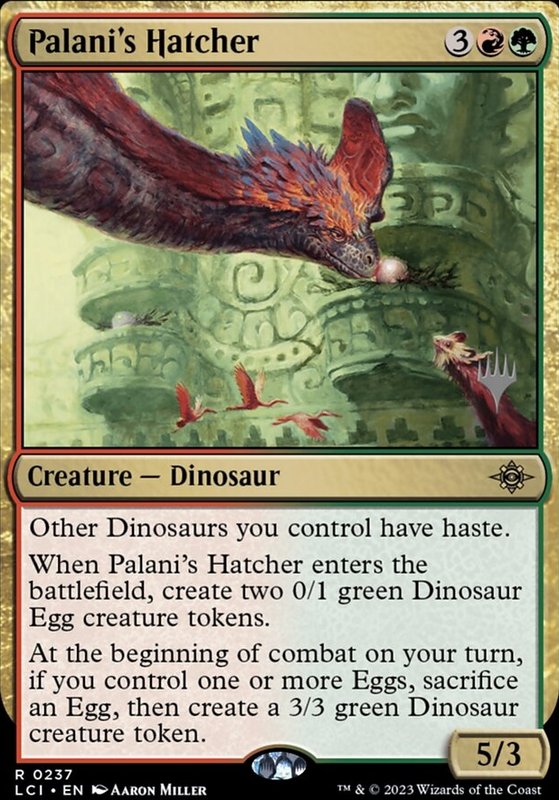 Palani's Hatcher 3
Creature — Dinosaur
Other Dinosaurs you control have haste.
When Palani's Hatcher enters the
battlefield, create two 0/1 green Dinosaur
Egg creature tokens.
At the beginning of combat on your turn,
if you control one or more Eggs, sacrifice
an Egg, then create a 3/3 green Dinosaur
creature token.
5/3
R 0237
LCI • EN Aaron Miller
™ & © 2023 Wizards of the Coast